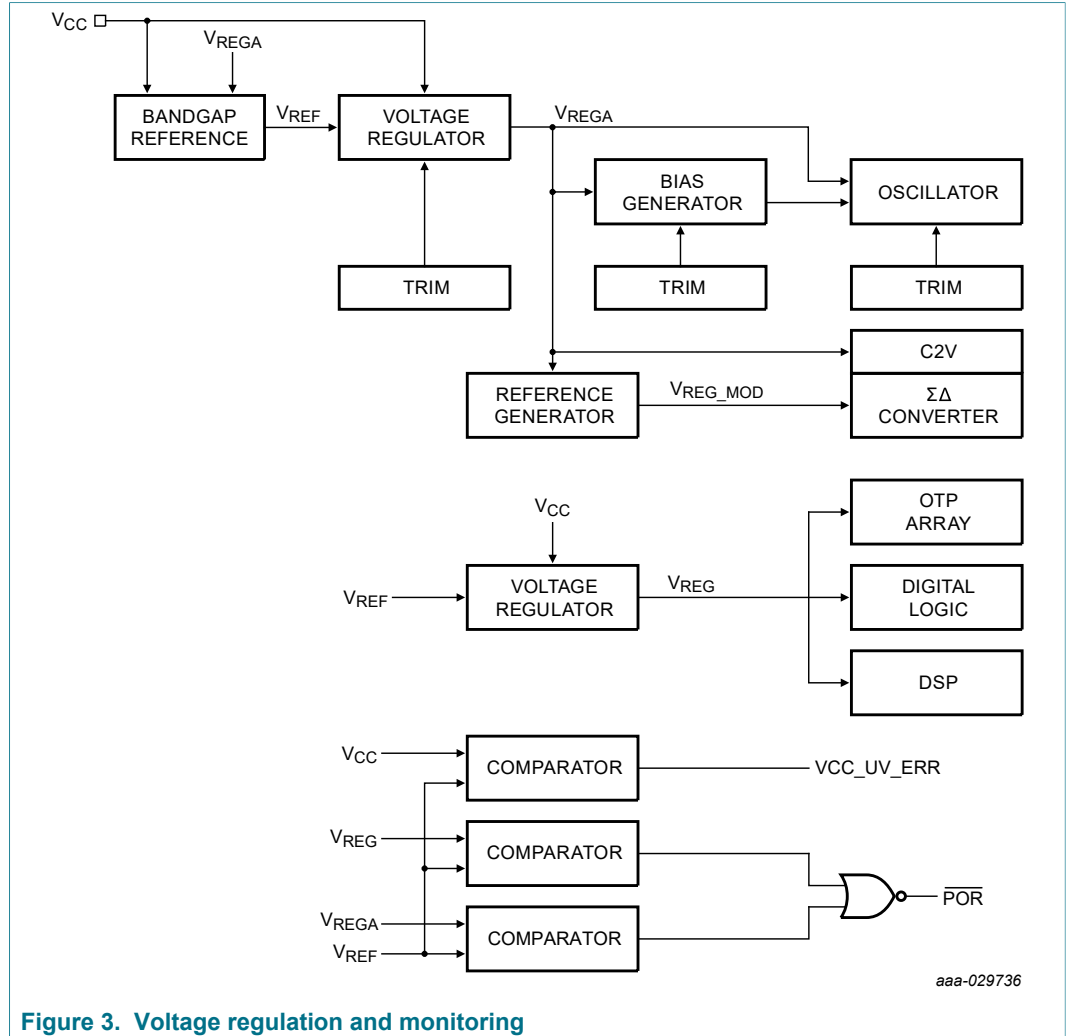 VCC
VREGA
BANDGAP
REFERENCE
VREF
VOLTAGE
REGULATOR
VREGA
BIAS
GENERATOR
OSCILLATOR
TRIM
TRIM
TRIM
C2V
REFERENCE
GENERATOR
VREG_MOD
ΣΔ
CONVERTER
VCC
OTP
ARRAY
VREF
VOLTAGE
REGULATOR
VREG
DIGITAL
LOGIC
DSP
VCC
COMPARATOR
VCC_UV_ERR
VREG
COMPARATOR
POR
VREGA
VREF
COMPARATOR
aaa-029736
Figure 3. Voltage regulation and monitoring